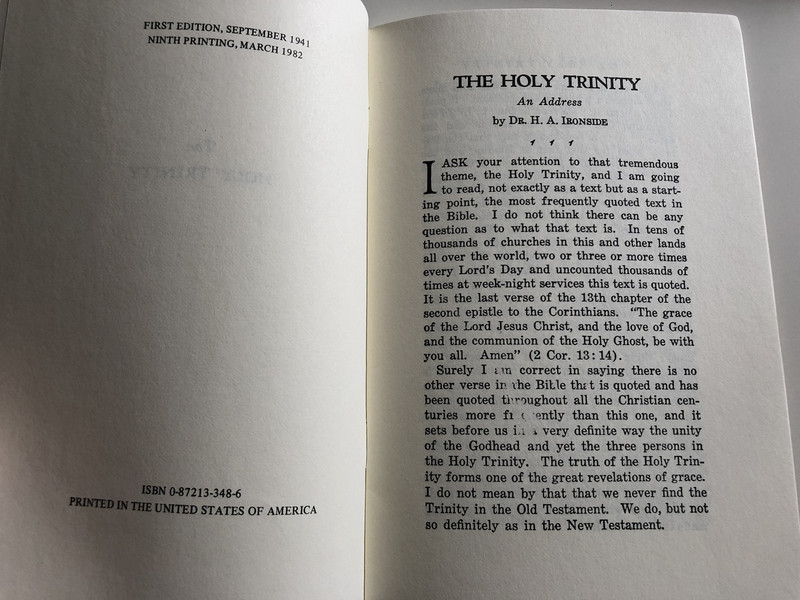 FIRST EDITION, SEPTEMBER 1941
NINTH PRINTING, MARCH 1982
ISBN 0-87213-348-6
PRINTED IN THE UNITED STATES OF AMERICA
THE HOLY TRINITY
An Address
by DR. H. A. IRONSIDE
I ASK your attention to that tremendous
theme, the Holy Trinity, and I am going
to read, not exactly as a text but as a start-
ing point, the most frequently quoted text in
the Bible. I do not think there can be any
question as to what that text is. In tens of
thousands of churches in this and other lands
all over the world, two or three or more times
every Lord's Day and uncounted thousands of
times at week-night services this text is quoted.
It is the last verse of the 13th chapter of the
second epistle to the Corinthians. "The grace
of the Lord Jesus Christ, and the love of God,
and the communion of the Holy Ghost, be with
you all. Amen" (2 Cor. 13:14).
Surely I am correct in saying there is no
other verse in the Bible that is quoted and has
been quoted throughout all the Christian cen-
turies more than this one, and it
sets before us very definite way the unity
of the Godhead and yet the three persons in
the Holy Trinity. The truth of the Holy Trin-
ity forms one of the great revelations of grace.
I do not mean by that that we never find the
Trinity in the Old Testament. We do, but not
so definitely as in the New Testament.